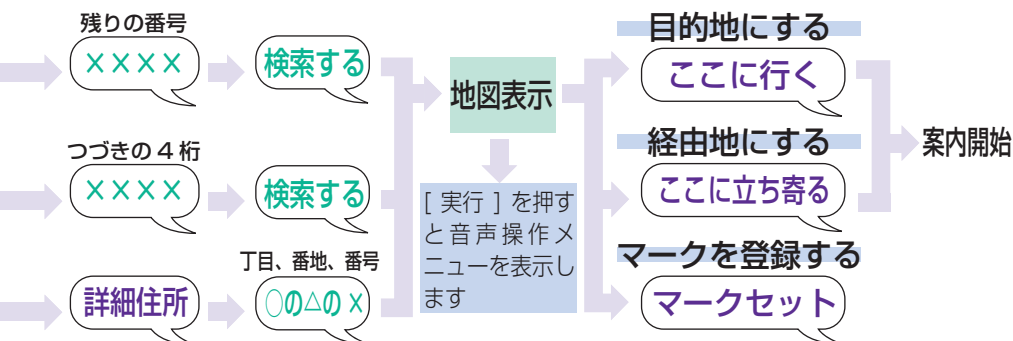 残りの番号
××××
検索する
つづきの4桁
××××
検索する
詳細住所
丁目、番地、番号
○の△の×
地図表示
[ 実行 ] を押す
と音声操作メ
ニューを表示し
ます
目的地にする
ここに行く
経由地にする
ここに立ち寄る
マークを登録する
マークセット
案内開始